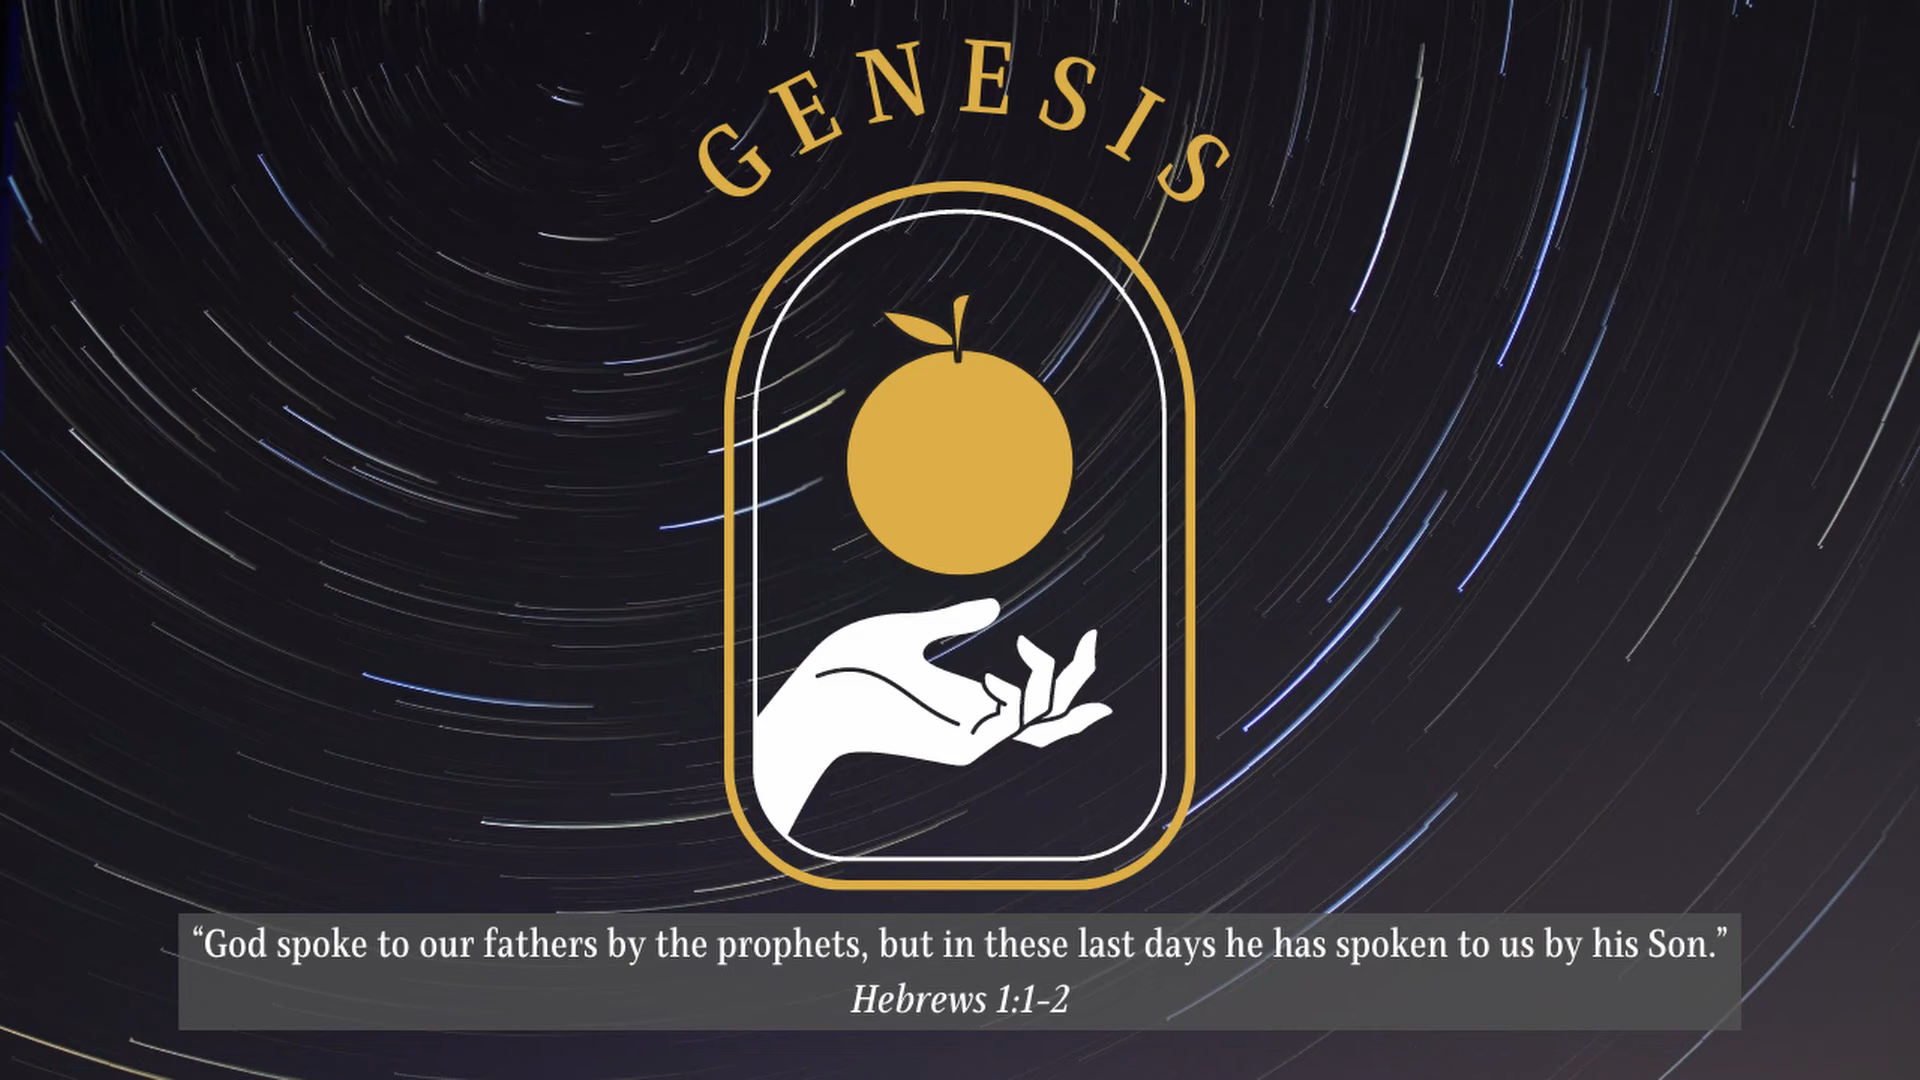 GENESIS
“God spoke to our fathers by the prophets, but in these last days he has spoken to us by his Son.”
Hebrews 1:1-2